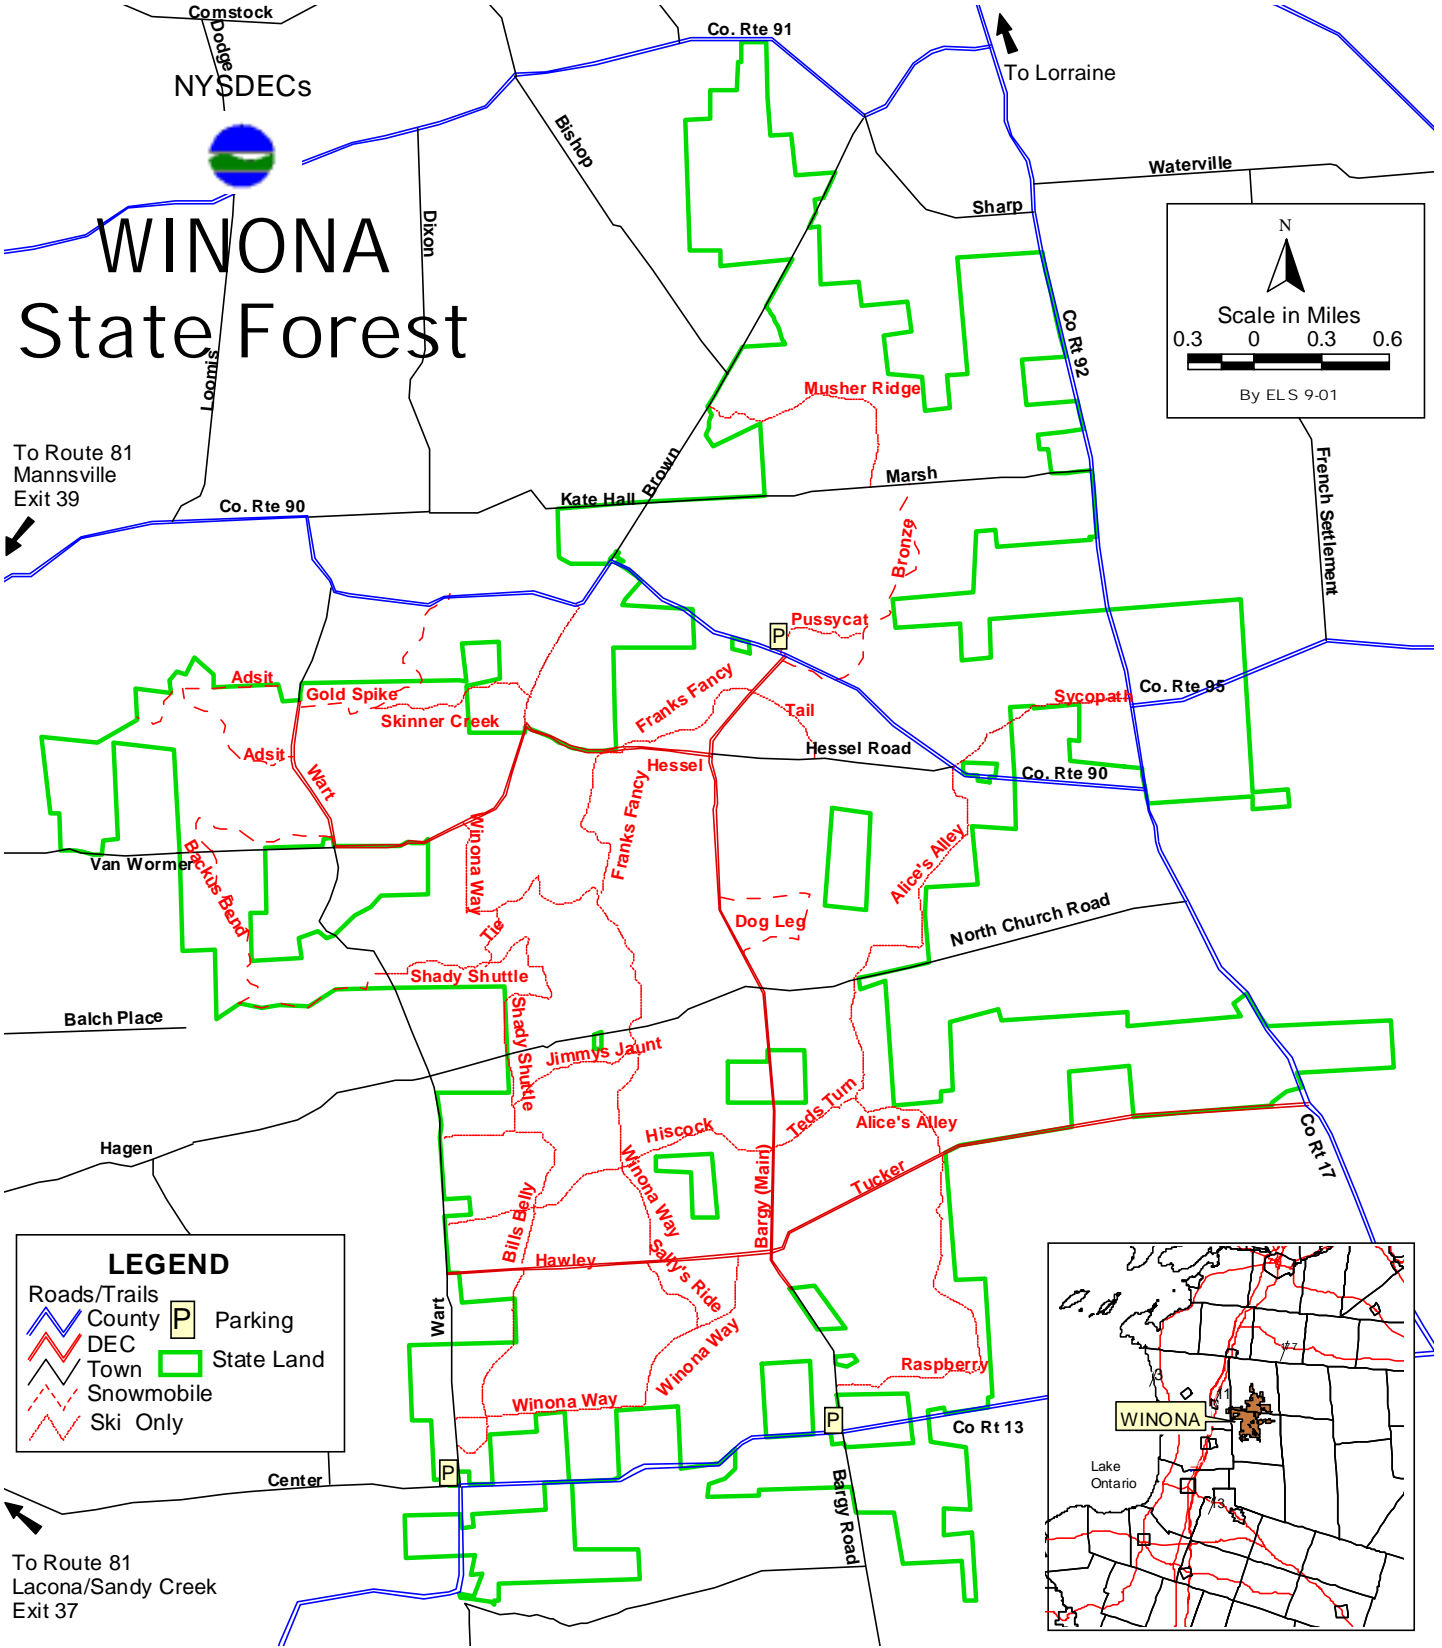 Comstock
Dodge
NYSDECs
WINONA
State Forest
Co. Rte 91
To Lorraine
Bishop
Waterville
Sharp
Dixon
Loomis
N
Scale in Miles
0.3 0 0.3 0.6
By ELS 9-01
Co Rt 92
Musher Ridge
To Route 81
Mannsville
Exit 39
Brown
Marsh
Kate Hall
Co. Rte 90
French Settlement
Bronze
Pussycat
P
Adsit
Gold Spike
Skinner Creek
Franks Fancy
Tail
Sycopath
Co. Rte 95
Adsit
Wart
Hessel
Hessel Road
Co. Rte 90
Franks Fancy
Winona Way
Van Wormer
Backus Bend
Alice's Alley
Tie
Dog Leg
North Church Road
Shady Shuttle
Balch Place
Shady Shuttle
Jimmys Jaunt
Teds Turn
Alice's Alley
Hiscock
Hagen
Co Rt 17
Winona Way
Bargy (Main)
Tucker
Bills Belly
Hawley
Sally's Ride
Wart
Winona Way
Raspberry
Winona Way
P
Co Rt 13
P
Center
Bargy Road
To Route 81
Lacona/Sandy Creek
Exit 37
LEGEND
Roads/Trails
County
P Parking
DEC
Town
State Land
Snowmobile
Ski Only
77
3
11
WINONA
Lake
Ontario
13